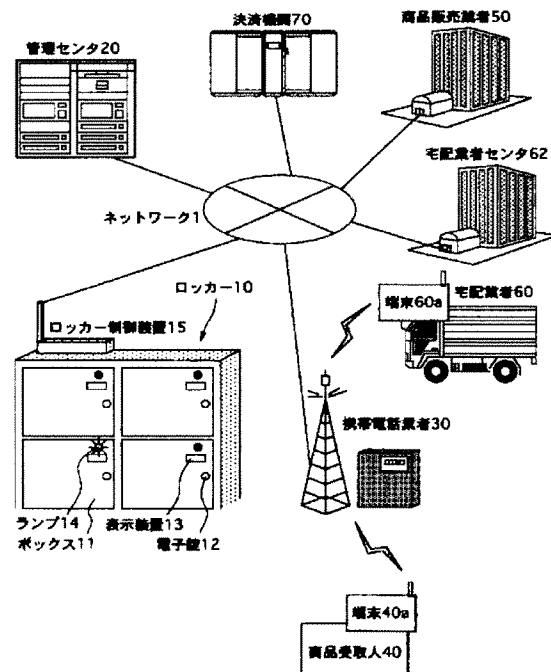 決済機関70
商品販売業者50
管理センタ20
宅配業者センタ62
ネットワーク1
ロッカー10
端末60a
宅配業者60
ロッカー制御装置15
携帯電話業者30
ランプ14
表示装置13
ボックス11
電子錠12
端末40a
商品受取人40